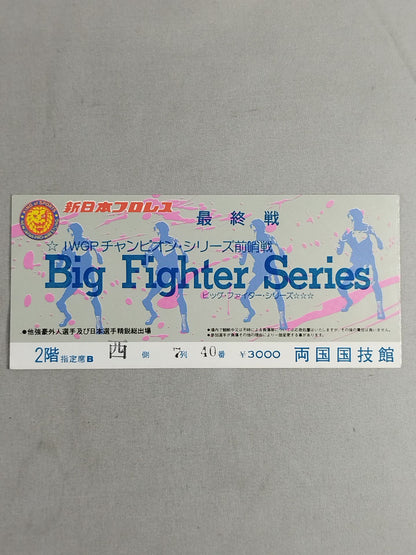 新日本プロレス
最終戦
☆IWGPチャンピオン・シリーズ前哨戦
Big Fighter Series
ビッグ・ファイター・シリーズ☆☆☆
●他強豪外人選手及び日本選手精鋭総出場
2階 指定席B 西 側 7列 40番 ¥3000 両国国技館